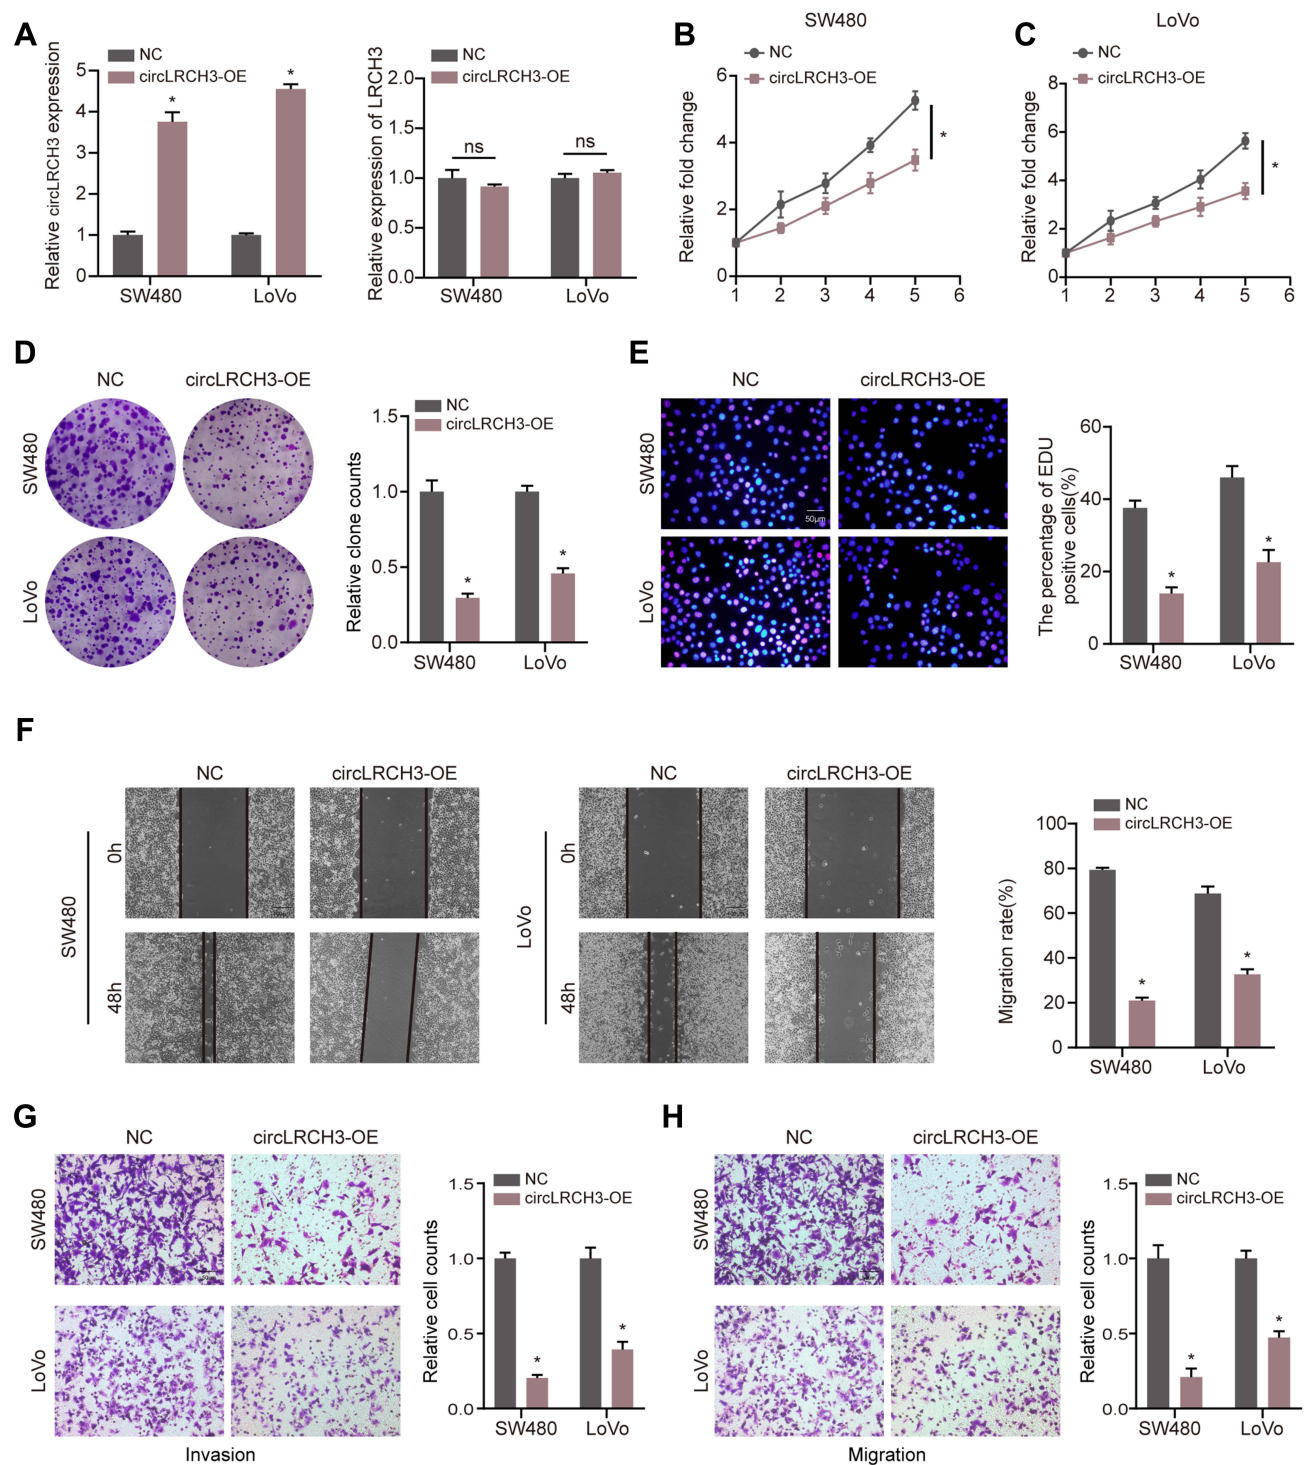 A
Relative circLRCH3 expression
NC
circLRCH3-OE
5
4
3
2
1
0
*
*
SW480
LoVo
Relative expression of LRCH3
NC
circLRCH3-OE
2.0
1.5
1.0
0.5
0.0
ns
ns
SW480
LoVo
B
SW480
NC
circLRCH3-OE
Relative fold change
6
4
2
0
*
1 2 3 4 5 6
C
LoVo
NC
circLRCH3-OE
Relative fold change
8
6
4
2
0
*
1 2 3 4 5 6
D
NC
circLRCH3-OE
SW480
LoVo
Relative clone counts
NC
circLRCH3-OE
1.5
1.0
0.5
0.0
*
*
SW480
LoVo
E
NC
circLRCH3-OE
SW480
50μm
LoVo
The percentage of EDU
positive cells(%)
60
40
20
0
*
*
SW480
LoVo
F
NC
circLRCH3-OE
SW480
0h
48h
NC
circLRCH3-OE
LoVo
0h
48h
Migration rate(%)
NC
circLRCH3-OE
100
80
60
40
20
0
*
*
SW480
LoVo
G
NC
circLRCH3-OE
SW480
LoVo
Invasion
Relative cell counts
NC
circLRCH3-OE
1.5
1.0
0.5
0.0
*
*
SW480
LoVo
H
NC
circLRCH3-OE
SW480
LoVo
Migration
Relative cell counts
NC
circLRCH3-OE
1.5
1.0
0.5
0.0
*
*
SW480
LoVo